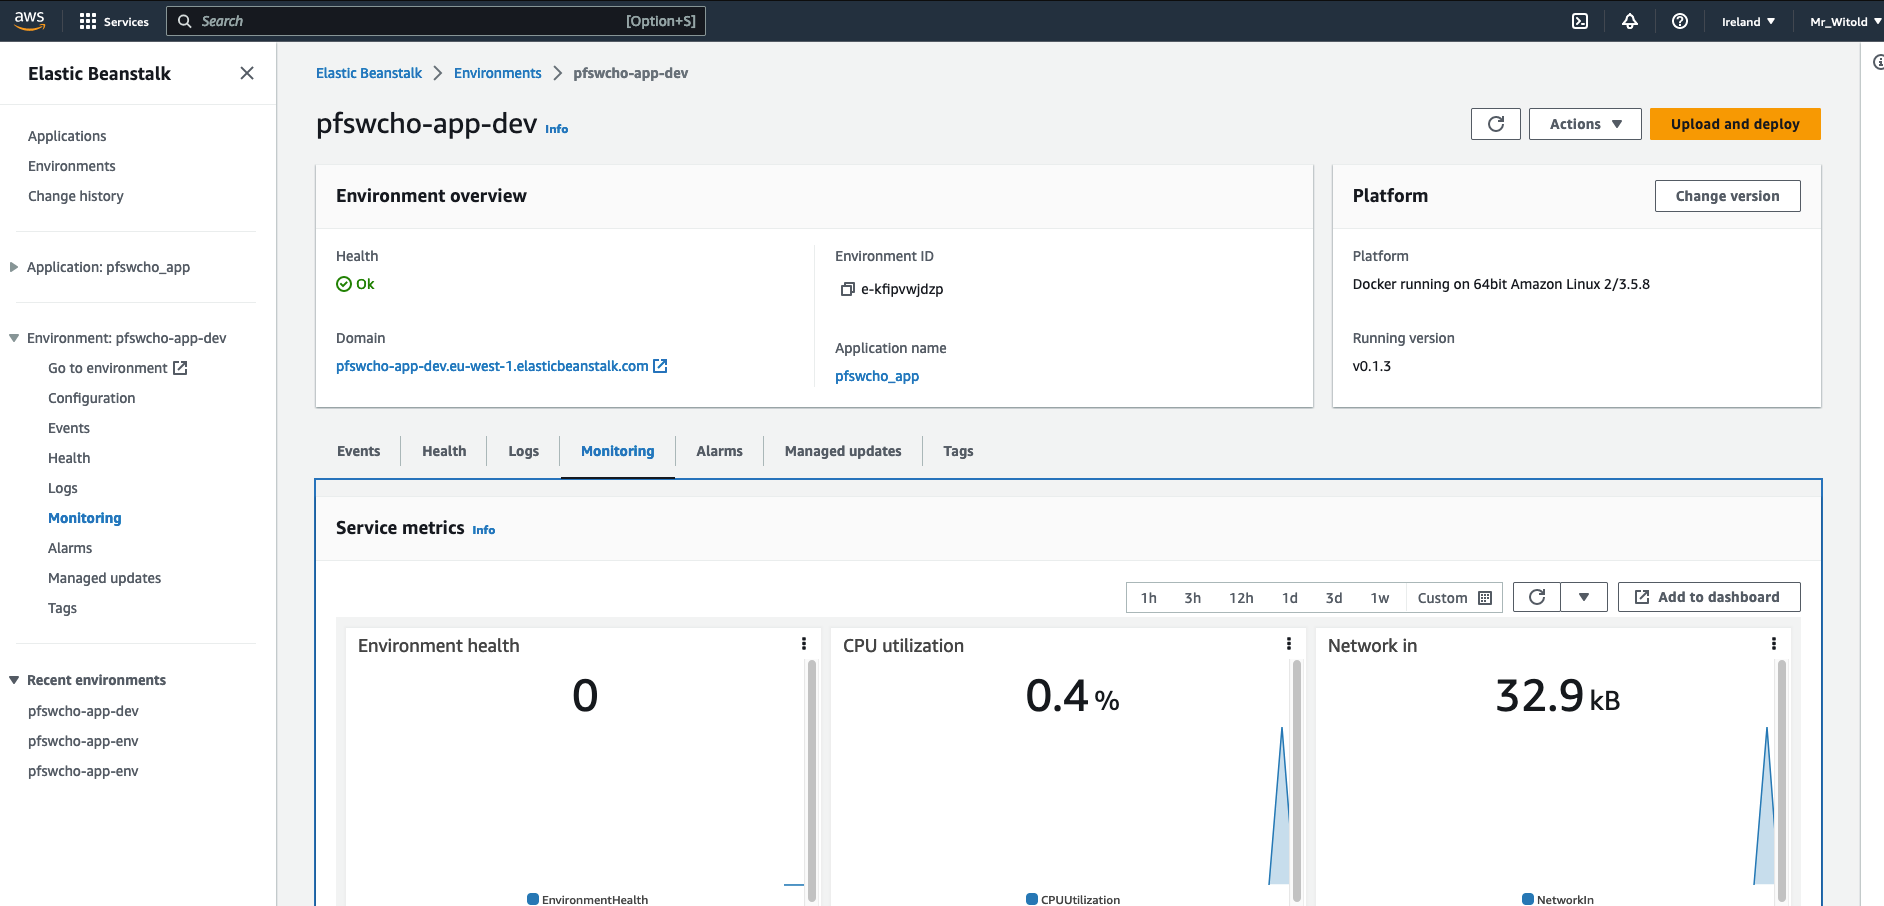 aws
Services
Search
[Option+S]
Ireland
Mr_Witold
Elastic Beanstalk
Applications
Environments
Change history
Application: pfswcho_app
Environment: pfswcho-app-dev
Go to environment
Configuration
Events
Health
Logs
Monitoring
Alarms
Managed updates
Tags
Recent environments
pfswcho-app-dev
pfswcho-app-env
pfswcho-app-env
Elastic Beanstalk > Environments > pfswcho-app-dev
pfswcho-app-dev Info
Actions
Upload and deploy
Environment overview
Health
Ok
Domain
pfswcho-app-dev.eu-west-1.elasticbeanstalk.com
Environment ID
e-kfipvwjdzp
Application name
pfswcho_app
Platform
Change version
Platform
Docker running on 64bit Amazon Linux 2/3.5.8
Running version
v0.1.3
Events Health Logs Monitoring Alarms Managed updates Tags
Service metrics Info
1h 3h 12h 1d 3d 1w Custom
Add to dashboard
Environment health
0
EnvironmentHealth
CPU utilization
0.4 %
CPUUtilization
Network in
32.9 kB
NetworkIn